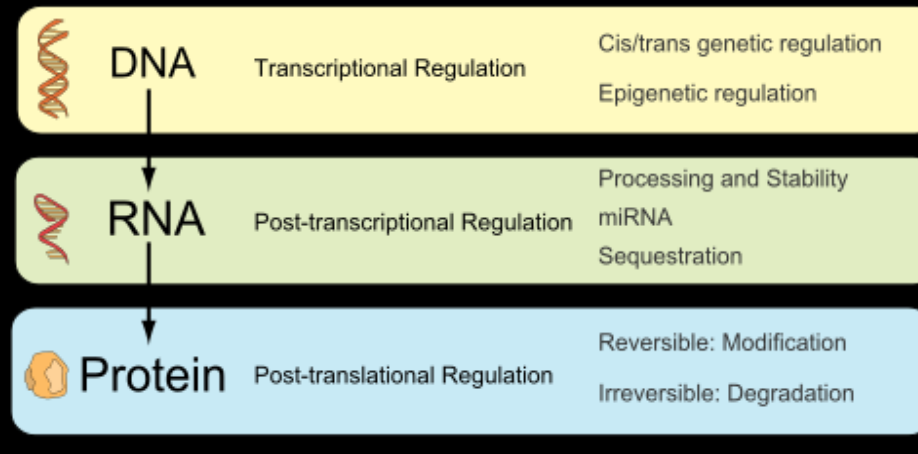 DNA
Transcriptional Regulation
Cis/trans genetic regulation
Epigenetic regulation
RNA
Post-transcriptional Regulation
Processing and Stability
miRNA
Sequestration
Protein
Post-translational Regulation
Reversible: Modification
Irreversible: Degradation